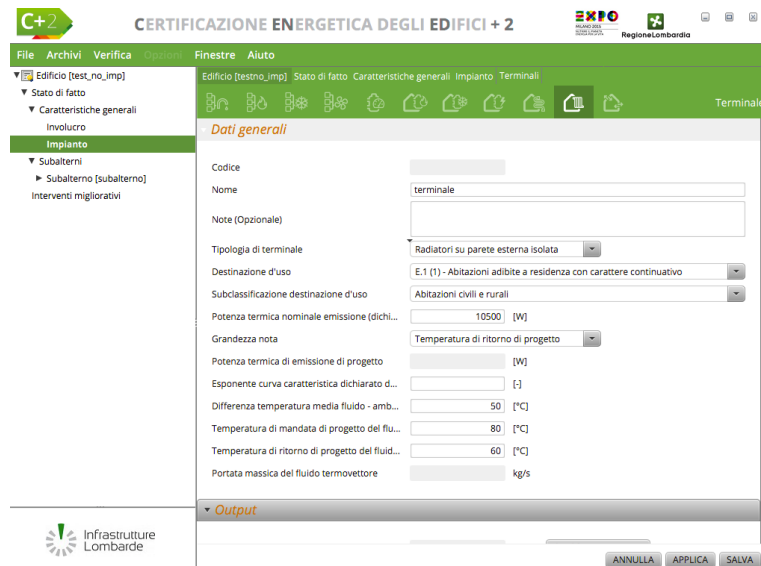 C+2
CERTIFICAZIONE ENERGETICA DEGLI EDIFICI + 2
EXPO
MILANO 2015
RegioneLombardia
File Archivi Verifica Opzioni Finestre Aiuto
Edificio [test_no_imp]
Stato di fatto
Caratteristiche generali
Involucro
Impianto
Subalterni
Subalterno [subalterno]
Interventi migliorativi
Edificio [testno_imp] Stato di fatto Caratteristiche generali Impianto Terminali
Terminale
Dati generali
Codice
Nome terminale
Note (Opzionale)
Tipologia di terminale Radiatori su parete esterna isolata
Destinazione d'uso E.1 (1) - Abitazioni adibite a residenza con carattere continuativo
Subclassificazione destinazione d'uso Abitazioni civili e rurali
Potenza termica nominale emissione (dichi... 10500 [W]
Grandezza nota Temperatura di ritorno di progetto
Potenza termica di emissione di progetto [W]
Esponente curva caratteristica dichiarato d... [-]
Differenza temperatura media fluido - amb... 50 [°C]
Temperatura di mandata di progetto del flu... 80 [°C]
Temperatura di ritorno di progetto del fluid... 60 [°C]
Portata massica del fluido termovettore kg/s
Output
Infrastrutture
Lombarde
ANNULLA APPLICA SALVA